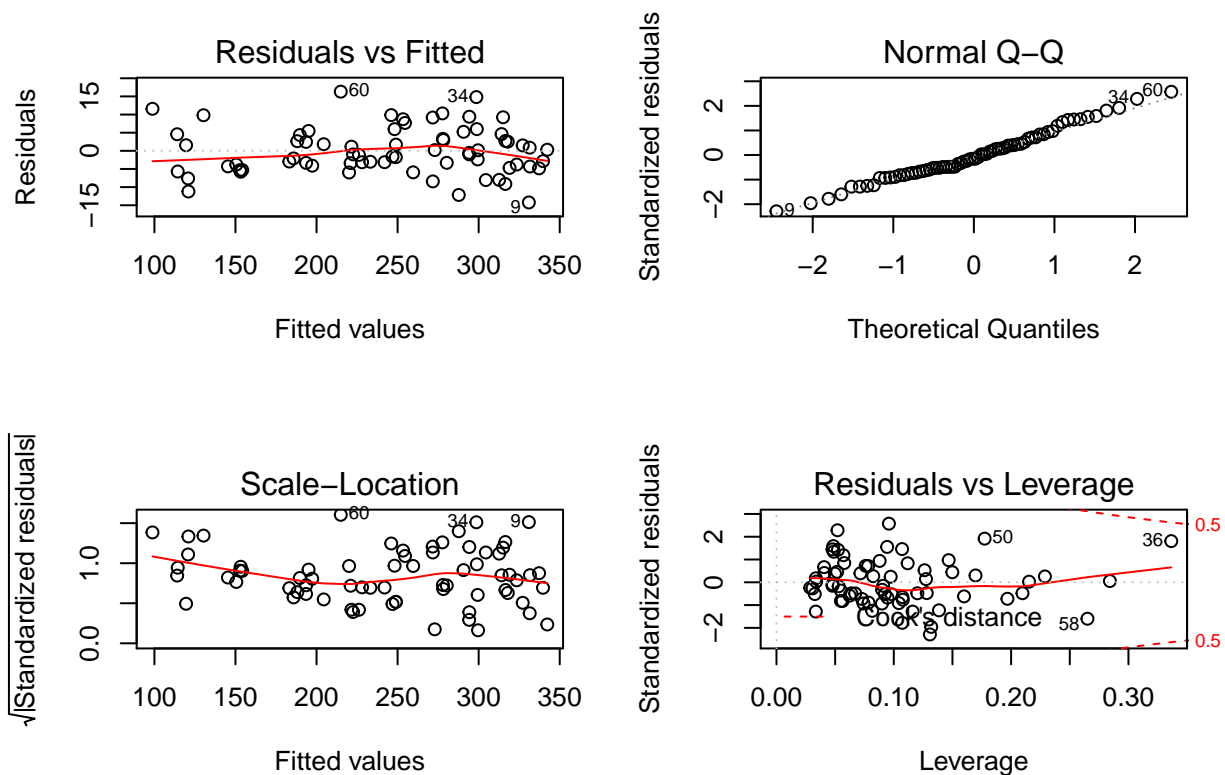 Residuals vs Fitted
Residuals
15
0
−15
60
34
9
100 150 200 250 300 350
Fitted values
Normal Q−Q
Standardized residuals
2
0
−2
34
60
9
−2 −1 0 1 2
Theoretical Quantiles
Scale−Location
√|Standardized residuals|
1.0
0.0
60
34
9
100 150 200 250 300 350
Fitted values
Residuals vs Leverage
Standardized residuals
2
0
−2
50
36
58
0.5
0.5
Cook's distance
0.00 0.10 0.20 0.30
Leverage